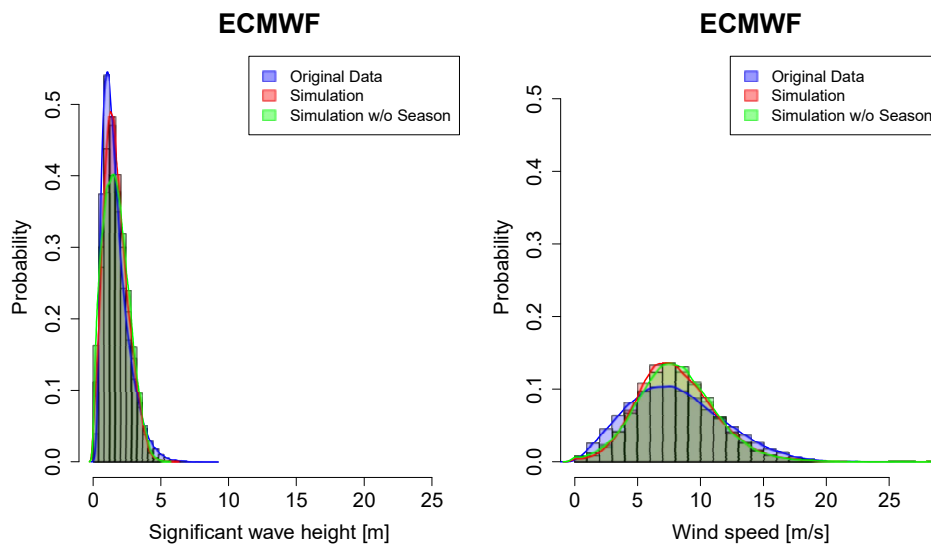 ECMWF
Original Data
Simulation
Simulation w/o Season
Probability
0.5
0.4
0.3
0.2
0.1
0.0
0 5 10 15 20 25
Significant wave height [m]
ECMWF
Original Data
Simulation
Simulation w/o Season
Probability
0.5
0.4
0.3
0.2
0.1
0.0
0 5 10 15 20 25
Wind speed [m/s]